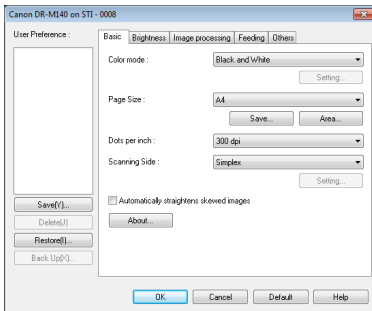 Canon DR-M140 on STI - 0008
User Preference :
Basic Brightness Image processing Feeding Others
Color mode : Black and White
Setting...
Page Size : A4
Save... Area...
Dots per inch : 300 dpi
Scanning Side : Simplex
Setting...
Automatically straightens skewed images
About...
Save(Y)...
Delete(J)
Restore(I)...
Back Up(X)...
OK Cancel Default Help